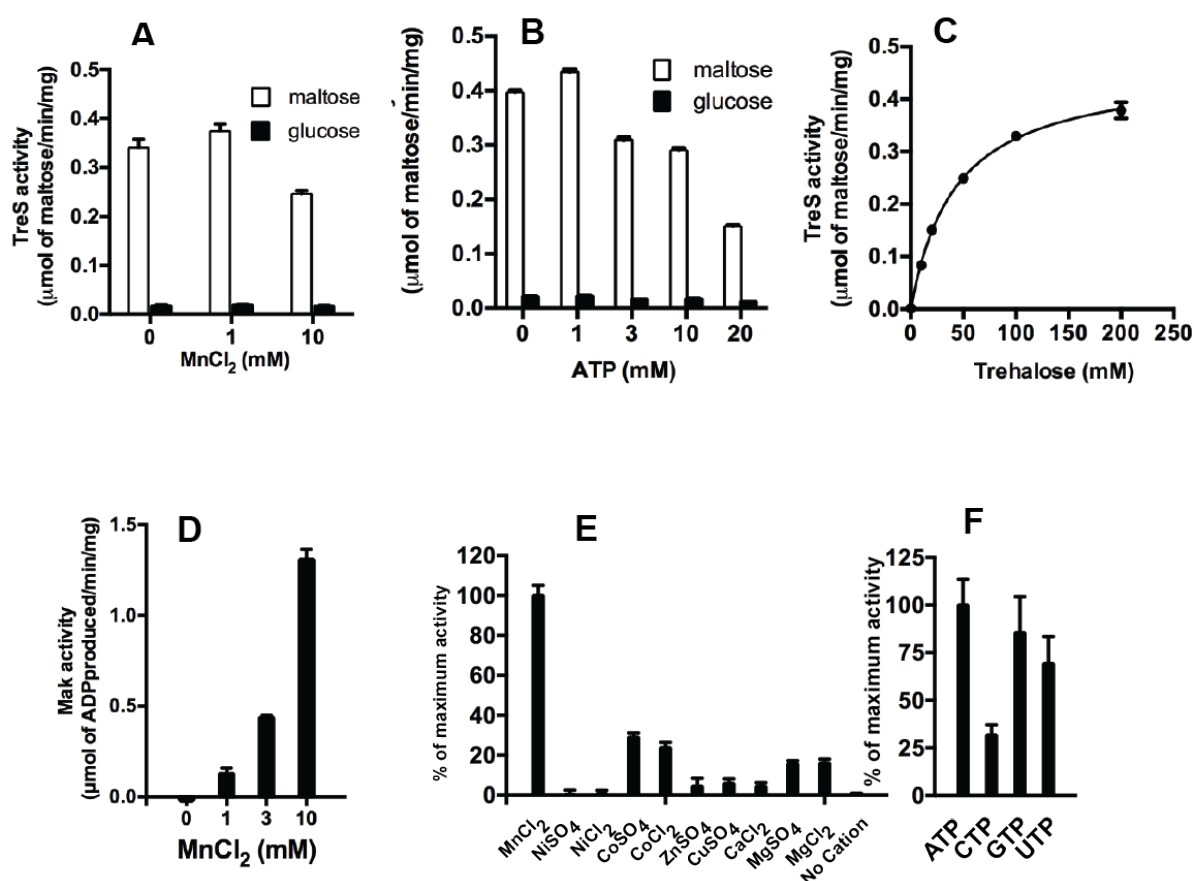 A
0.5
0.4
0.3
0.2
0.1
0.0
TreS activity
(μmol of maltose/min/mg)
maltose
glucose
0 1 10
MnCl2 (mM)
B
0.5
0.4
0.3
0.2
0.1
0.0
(μmol of maltose/min/mg)
maltose
glucose
0 1 3 10 20
ATP (mM)
C
0.5
0.4
0.3
0.2
0.1
0.0
TreS activity
(μmol of maltose/min/mg)
0 50 100 150 200 250
Trehalose (mM)
D
1.5
1.0
0.5
0.0
Mak activity
(μmol of ADPproduced/min/mg)
0 1 3 10
MnCl2 (mM)
E
120
100
80
60
40
20
0
% of maximum activity
MnCl2
NiSO4
NiCl2
CoSO4
CoCl2
ZnSO4
CuSO4
CaCl2
MgSO4
MgCl2
No Cation
F
125
100
75
50
25
0
% of maximum activity
ATP
CTP
GTP
UTP